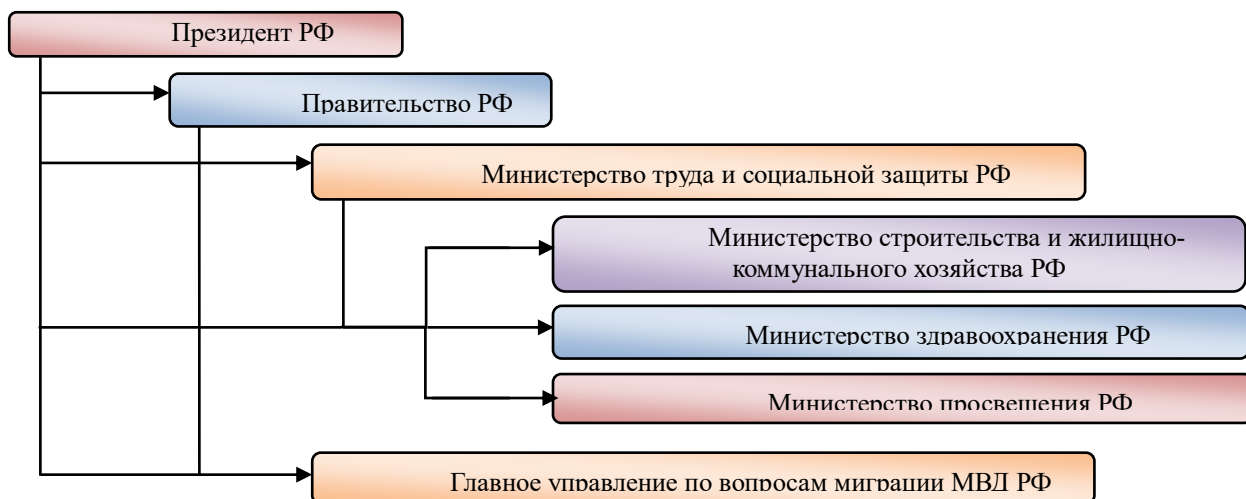 Президент РФ
Правительство РФ
Министерство труда и социальной защиты РФ
Министерство строительства и жилищно-
коммунального хозяйства РФ
Министерство здравоохранения РФ
Министерство просвещения РФ
Главное управление по вопросам миграции МВД РФ